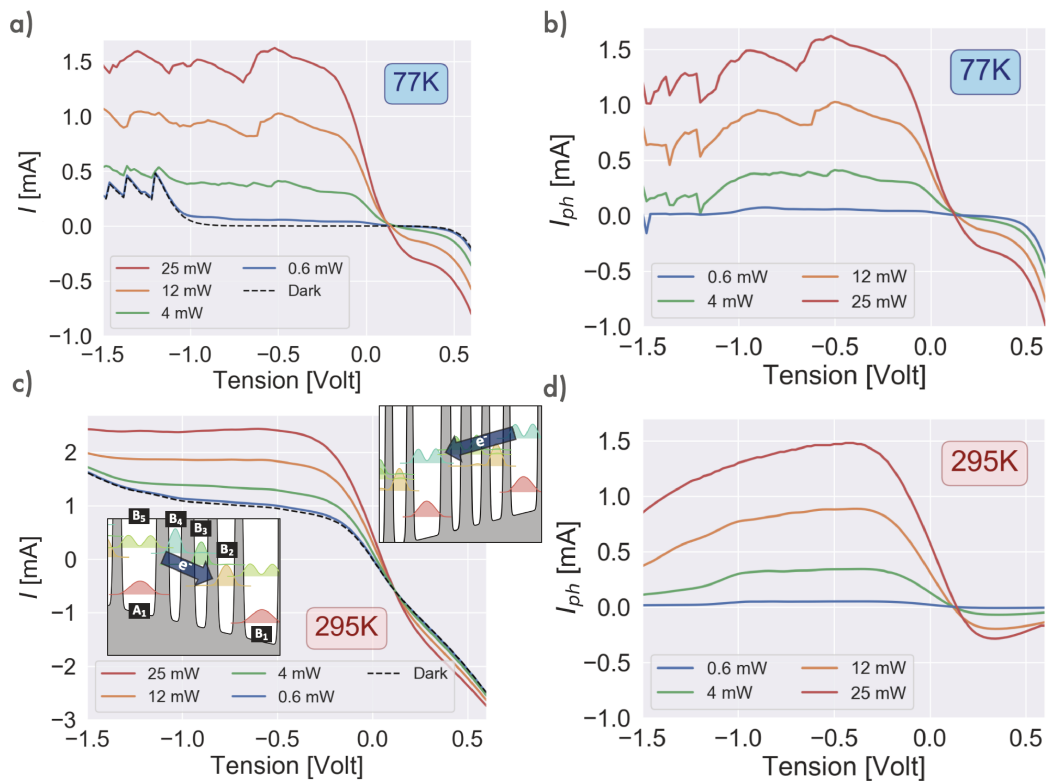 a)
77K
I [mA]
1.5
1.0
0.5
0.0
−0.5
−1.0
25 mW
12 mW
4 mW
0.6 mW
Dark
−1.5
−1.0
−0.5
0.0
0.5
Tension [Volt]
b)
77K
Iph [mA]
1.5
1.0
0.5
0.0
−0.5
−1.0
0.6 mW
4 mW
12 mW
25 mW
−1.5
−1.0
−0.5
0.0
0.5
Tension [Volt]
c)
I [mA]
2
1
0
−1
−2
−3
e-
B5
B4
B3
B2
e-
A1
B1
295K
25 mW
12 mW
4 mW
0.6 mW
Dark
−1.5
−1.0
−0.5
0.0
0.5
Tension [Volt]
d)
295K
Iph [mA]
1.5
1.0
0.5
0.0
−0.5
−1.0
0.6 mW
4 mW
12 mW
25 mW
−1.5
−1.0
−0.5
0.0
0.5
Tension [Volt]